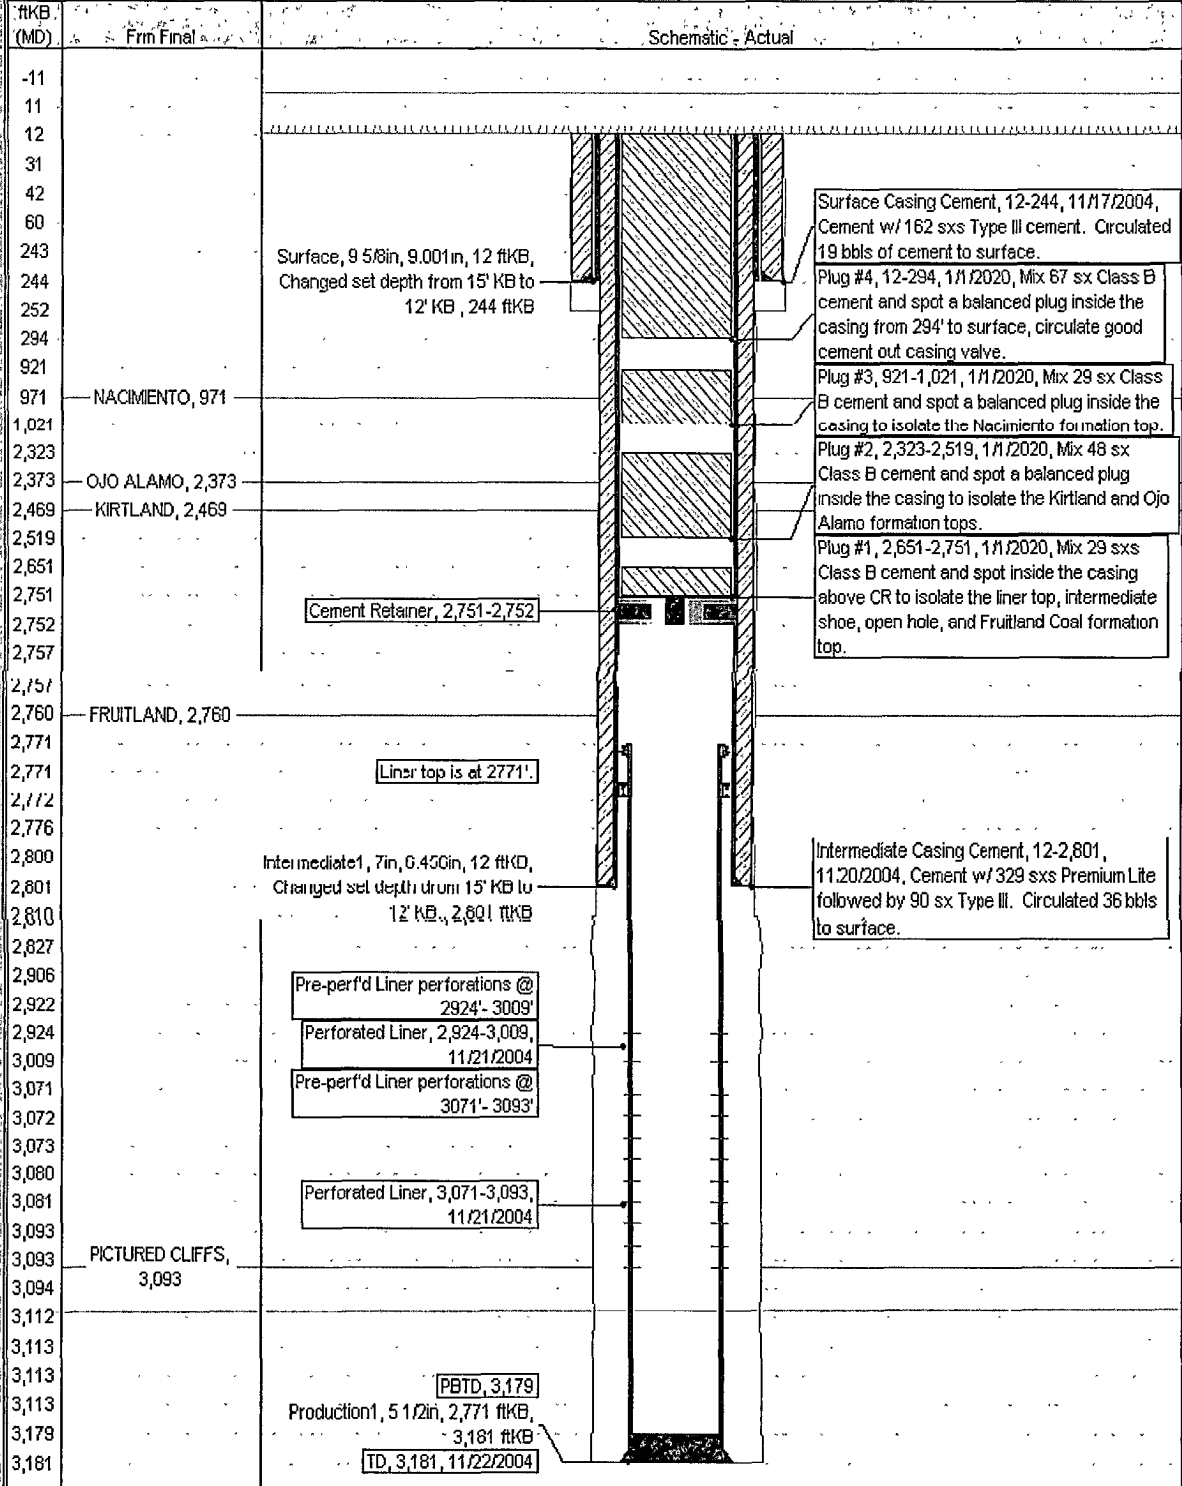 ftKB
(MD)
Frm Final
Schematic - Actual
-11
11
12
31
42
60
243
244
252
294
921
971
1,021
2,323
2,373
2,469
2,519
2,651
2,751
2,752
2,757
2,757
2,760
2,771
2,771
2,772
2,776
2,800
2,801
2,810
2,827
2,906
2,922
2,924
3,009
3,071
3,072
3,073
3,080
3,081
3,093
3,093
3,094
3,112
3,113
3,113
3,113
3,179
3,181
NACIMIENTO, 971
OJO ALAMO, 2,373
KIRTLAND, 2,469
FRUITLAND, 2,760
PICTURED CLIFFS,
3,093
Surface, 9 5/8in, 9.001in, 12 ftKB,
Changed set depth from 15' KB to
12' KB , 244 ftKB
Cement Retainer, 2,751-2,752
Liner top is at 2771'.
Intermediate1, 7in, 6.456in, 12 ftKB,
Changed set depth drom 15' KB to
12' KB., 2,801 ftKB
Pre-perf'd Liner perforations @
2924'- 3009'
Perforated Liner, 2,924-3,009,
11/21/2004
Pre-perf'd Liner perforations @
3071'- 3093'
Perforated Liner, 3,071-3,093,
11/21/2004
PBTD, 3,179
Production1, 5 1/2in, 2,771 ftKB,
3,181 ftKB
TD, 3,181, 11/22/2004
Surface Casing Cement, 12-244, 11/17/2004,
Cement w/ 162 sxs Type III cement. Circulated
19 bbls of cement to surface.
Plug #4, 12-294, 1/1/2020, Mix 67 sx Class B
cement and spot a balanced plug inside the
casing from 294' to surface, circulate good
cement out casing valve.
Plug #3, 921-1,021, 1/1/2020, Mix 29 sx Class
B cement and spot a balanced plug inside the
casing to isolate the Nacimiento formation top.
Plug #2, 2,323-2,519, 1/1/2020, Mix 48 sx
Class B cement and spot a balanced plug
inside the casing to isolate the Kirtland and Ojo
Alamo formation tops.
Plug #1, 2,651-2,751, 1/1/2020, Mix 29 sxs
Class B cement and spot inside the casing
above CR to isolate the liner top, intermediate
shoe, open hole, and Fruitland Coal formation
top.
Intermediate Casing Cement, 12-2,801,
11/20/2004, Cement w/ 329 sxs Premium Lite
followed by 90 sx Type III. Circulated 36 bbls
to surface.